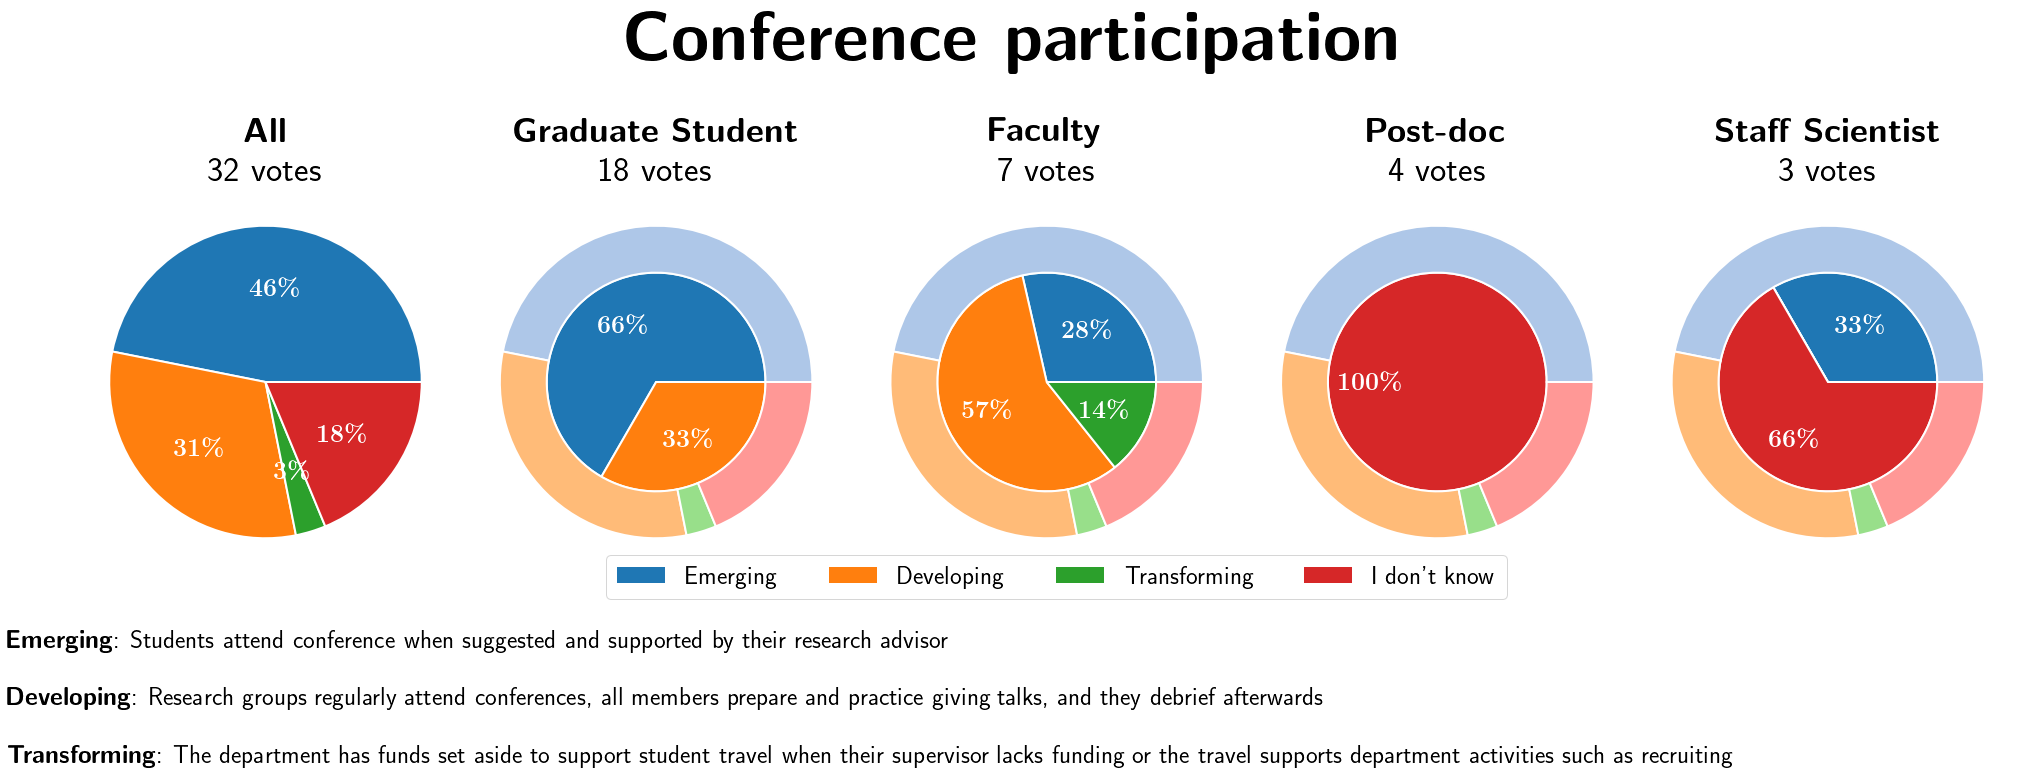 Conference participation
All
32 votes
Graduate Student
18 votes
Faculty
7 votes
Post-doc
4 votes
Staff Scientist
3 votes
46%
31%
3%
18%
66%
33%
28%
57%
14%
100%
33%
66%
Emerging
Developing
Transforming
I don't know
Emerging: Students attend conference when suggested and supported by their research advisor
Developing: Research groups regularly attend conferences, all members prepare and practice giving talks, and they debrief afterwards
Transforming: The department has funds set aside to support student travel when their supervisor lacks funding or the travel supports department activities such as recruiting